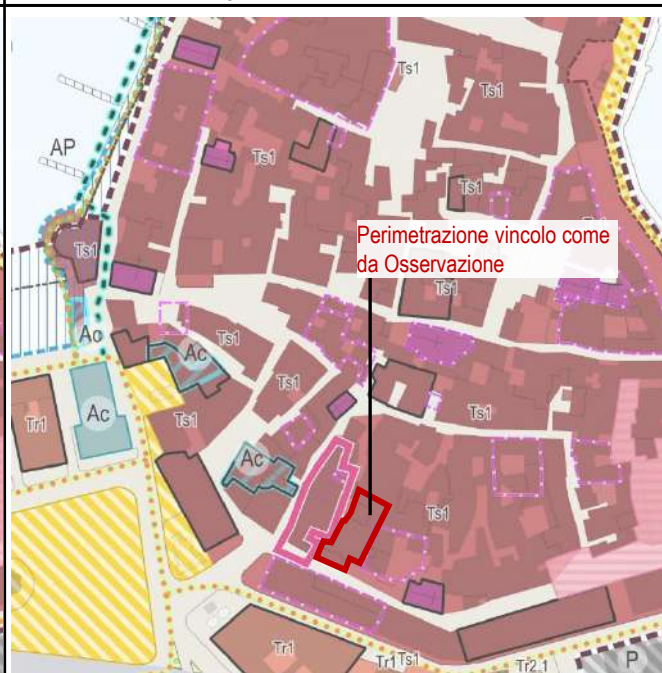 Ts1
Ts1
AP
Ts1
Ts1
Perimetrazione vincolo come
da Osservazione
Ts1
Ts1
Ac
Ts1
Ac
Ts1
Tr1
Ac
Ts1
Ts1
Ac
Ts1
Tr1
Tr1
Ts1
Tr2.1
P